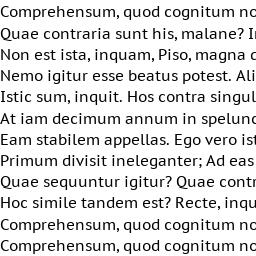 Comprehensum, quod cognitum no
Quae contraria sunt his, malane? I
Non est ista, inquam, Piso, magna
Nemo igitur esse beatus potest. Ali
Istic sum, inquit. Hos contra singul
At iam decimum annum in spelunc
Eam stabilem appellas. Ego vero ist
Primum divisit ineleganter; Ad eas
Quae sequuntur igitur? Quae contr
Hoc simile tandem est? Recte, inqu
Comprehensum, quod cognitum no
Comprehensum, quod cognitum no